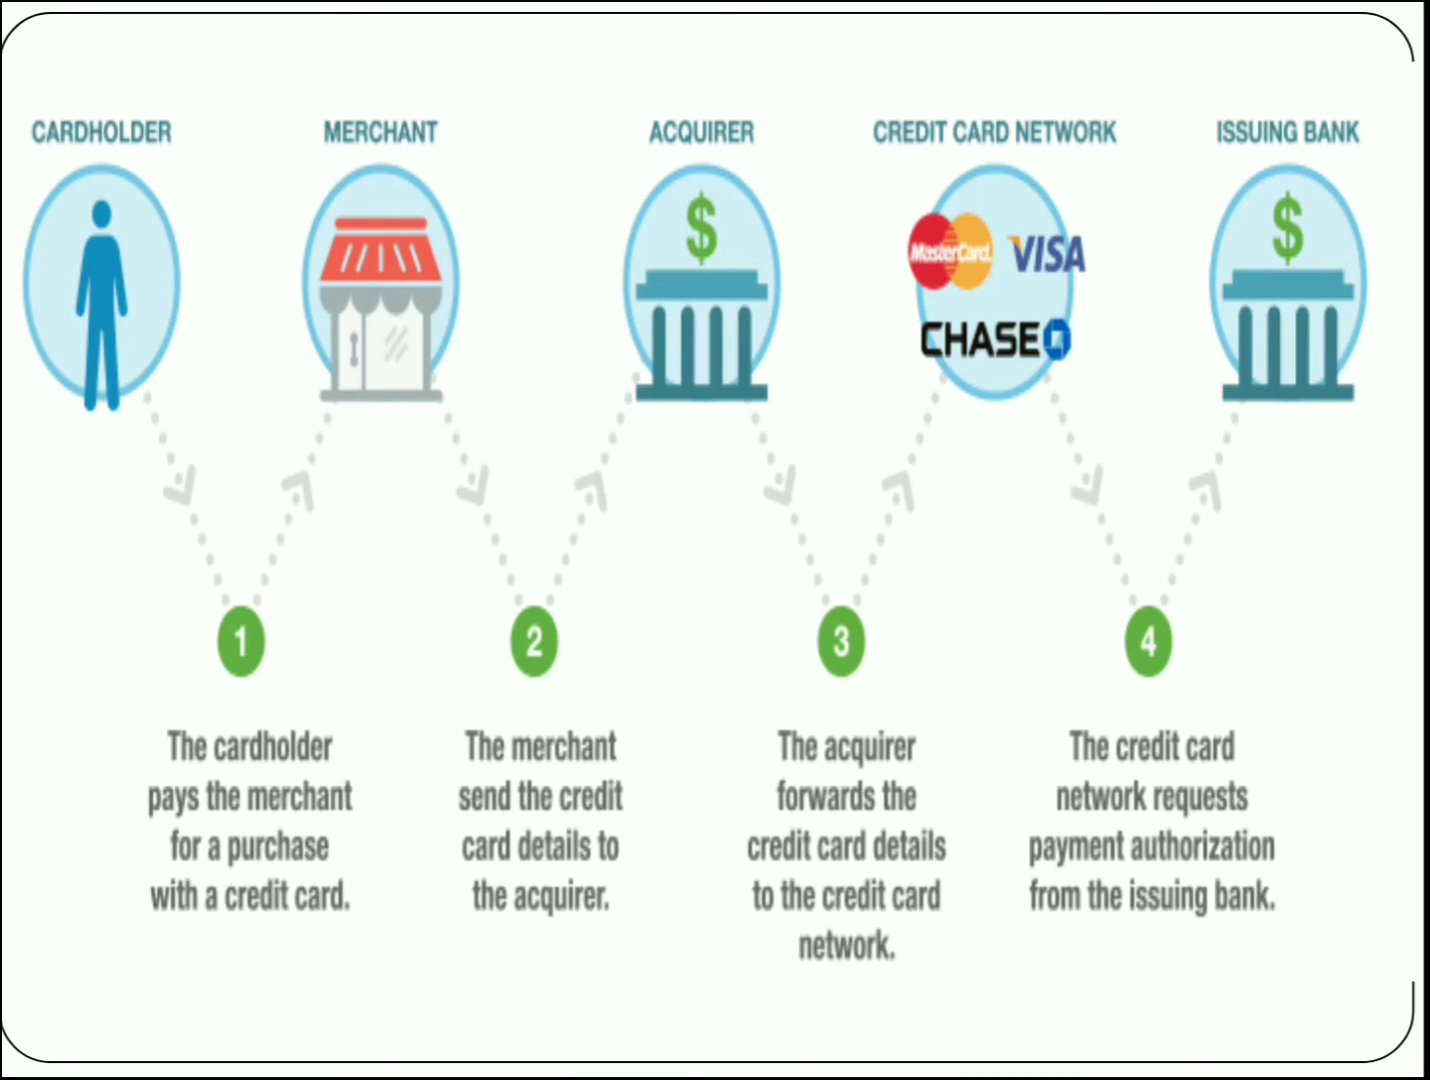 CARDHOLDER
MERCHANT
ACQUIRER
CREDIT CARD NETWORK
ISSUING BANK
$
MasterCard.
VISA
$
CHASE
1
2
3
4
The cardholder
pays the merchant
for a purchase
with a credit card.
The merchant
send the credit
card details to
the acquirer.
The acquirer
forwards the
credit card details
to the credit card
network.
The credit card
network requests
payment authorization
from the issuing bank.